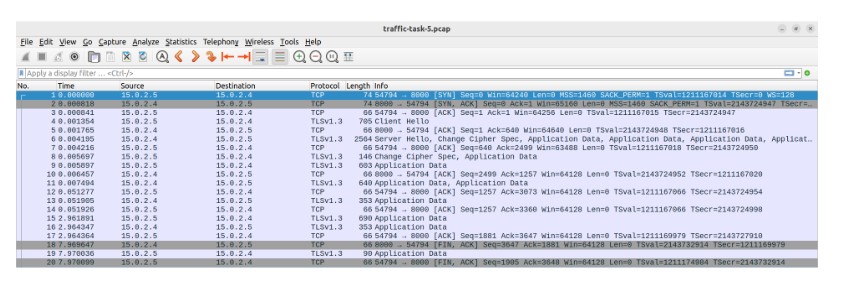 traffic-task-5.pcap
File Edit View Go Capture Analyze Statistics Telephony Wireless Tools Help
Apply a display filter ... <Ctrl-/>
No. Time Source Destination Protocol Length Info
1 0.000000 15.0.2.5 15.0.2.4 TCP 74 54794 → 8000 [SYN] Seq=0 Win=64240 Len=0 MSS=1460 SACK_PERM=1 TSval=1211167014 TSecr=0 WS=128
2 0.000818 15.0.2.4 15.0.2.5 TCP 74 8000 → 54794 [SYN, ACK] Seq=0 Ack=1 Win=65160 Len=0 MSS=1460 SACK_PERM=1 TSval=2143724947 TSecr=…
3 0.000841 15.0.2.5 15.0.2.4 TCP 66 54794 → 8000 [ACK] Seq=1 Ack=1 Win=64256 Len=0 TSval=1211167015 TSecr=2143724947
4 0.001354 15.0.2.5 15.0.2.4 TLSv1.3 705 Client Hello
5 0.001765 15.0.2.4 15.0.2.5 TCP 66 8000 → 54794 [ACK] Seq=1 Ack=640 Win=64640 Len=0 TSval=2143724948 TSecr=1211167016
6 0.004195 15.0.2.4 15.0.2.5 TLSv1.3 2564 Server Hello, Change Cipher Spec, Application Data, Application Data, Application Data, Applicat…
7 0.004216 15.0.2.5 15.0.2.4 TCP 66 54794 → 8000 [ACK] Seq=640 Ack=2499 Win=63488 Len=0 TSval=1211167018 TSecr=2143724950
8 0.005697 15.0.2.5 15.0.2.4 TLSv1.3 146 Change Cipher Spec, Application Data
9 0.005897 15.0.2.5 15.0.2.4 TLSv1.3 603 Application Data
10 0.006457 15.0.2.4 15.0.2.5 TCP 66 8000 → 54794 [ACK] Seq=2499 Ack=1257 Win=64128 Len=0 TSval=2143724952 TSecr=1211167020
11 0.007494 15.0.2.4 15.0.2.5 TLSv1.3 640 Application Data, Application Data
12 0.051277 15.0.2.5 15.0.2.4 TCP 66 54794 → 8000 [ACK] Seq=1257 Ack=3073 Win=64128 Len=0 TSval=1211167066 TSecr=2143724954
13 0.051905 15.0.2.4 15.0.2.5 TLSv1.3 353 Application Data
14 0.051926 15.0.2.5 15.0.2.4 TCP 66 54794 → 8000 [ACK] Seq=1257 Ack=3360 Win=64128 Len=0 TSval=1211167066 TSecr=2143724998
15 2.961891 15.0.2.5 15.0.2.4 TLSv1.3 690 Application Data
16 2.964347 15.0.2.4 15.0.2.5 TLSv1.3 353 Application Data
17 2.964364 15.0.2.5 15.0.2.4 TCP 66 54794 → 8000 [ACK] Seq=1881 Ack=3647 Win=64128 Len=0 TSval=1211169979 TSecr=2143727910
18 7.969647 15.0.2.4 15.0.2.5 TCP 66 8000 → 54794 [FIN, ACK] Seq=3647 Ack=1881 Win=64128 Len=0 TSval=2143732914 TSecr=1211169979
19 7.970036 15.0.2.5 15.0.2.4 TLSv1.3 90 Application Data
20 7.970099 15.0.2.5 15.0.2.4 TCP 66 54794 → 8000 [FIN, ACK] Seq=1905 Ack=3648 Win=64128 Len=0 TSval=1211174984 TSecr=2143732914